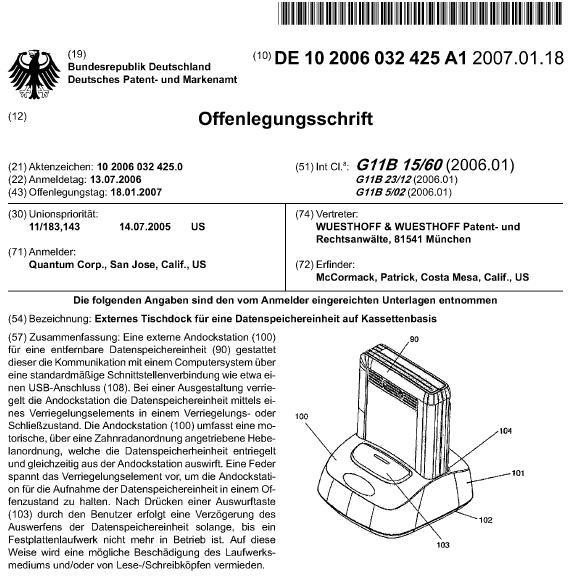 (19)
Bundesrepublik Deutschland
Deutsches Patent- und Markenamt
(10) DE 10 2006 032 425 A1 2007.01.18
(12) Offenlegungsschrift
(21) Aktenzeichen: 10 2006 032 425.0
(22) Anmeldetag: 13.07.2006
(43) Offenlegungstag: 18.01.2007
(51) Int Cl.8: G11B 15/60 (2006.01)
G11B 23/12 (2006.01)
G11B 5/02 (2006.01)
(30) Unionspriorität:
11/183,143 14.07.2005 US
(71) Anmelder:
Quantum Corp., San Jose, Calif., US
(74) Vertreter:
WUESTHOFF & WUESTHOFF Patent- und
Rechtsanwälte, 81541 München
(72) Erfinder:
McCormack, Patrick, Costa Mesa, Calif., US
Die folgenden Angaben sind den vom Anmelder eingereichten Unterlagen entnommen
(54) Bezeichnung: Externes Tischdock für eine Datenspeichereinheit auf Kassettenbasis
(57) Zusammenfassung: Eine externe Andockstation (100)
für eine entfernbare Datenspeichereinheit (90) gestattet
dieser die Kommunikation mit einem Computersystem über
eine standardmäßige Schnittstellenverbindung wie etwa ei-
nen USB-Anschluss (108). Bei einer Ausgestaltung verrie-
gelt die Andockstation die Datenspeichereinheit mittels ei-
nes Verriegelungselements in einem Verriegelungs- oder
Schließzustand. Die Andockstation (100) umfasst eine mo-
torische, über eine Zahnradanordnung angetriebene Hebe-
lanordnung, welche die Datenspeicherheinheit entriegelt
und gleichzeitig aus der Andockstation auswirft. Eine Feder
spannt das Verriegelungselement vor, um die Andockstati-
on für die Aufnahme der Datenspeichereinheit in einem Of-
fenzustand zu halten. Nach Drücken einer Auswurftaste
(103) durch den Benutzer erfolgt eine Verzögerung des
Auswerfens der Datenspeichereinheit solange, bis ein
Festplattenlaufwerk nicht mehr in Betrieb ist. Auf diese
Weise wird eine mögliche Beschädigung des Laufwerks-
mediums und/oder von Lese-/Schreibköpfen vermieden.
90
100
104
101
102
103